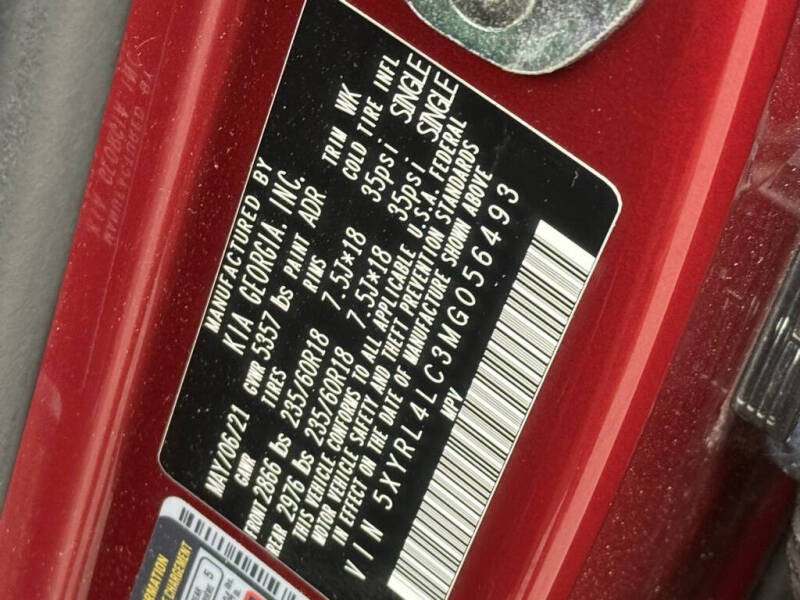 MANUFACTURED BY
KIA GEORGIA, INC.
MAY/06/21 GVWR 5357 lbs PAINT ADR TRIM WK
GAWR TIRES RIMS COLD TIRE INFL
FRONT 2866 lbs 235/60R18 7.5J*18 35psi SINGLE
REAR 2976 lbs 235/60R18 7.5J*18 35psi SINGLE
THIS VEHICLE CONFORMS TO ALL APPLICABLE U.S.A. FEDERAL
MOTOR VEHICLE SAFETY AND THEFT PREVENTION STANDARDS
IN EFFECT ON THE DATE OF MANUFACTURE SHOWN ABOVE
VIN 5XYRL4LC3MG056493
MPV